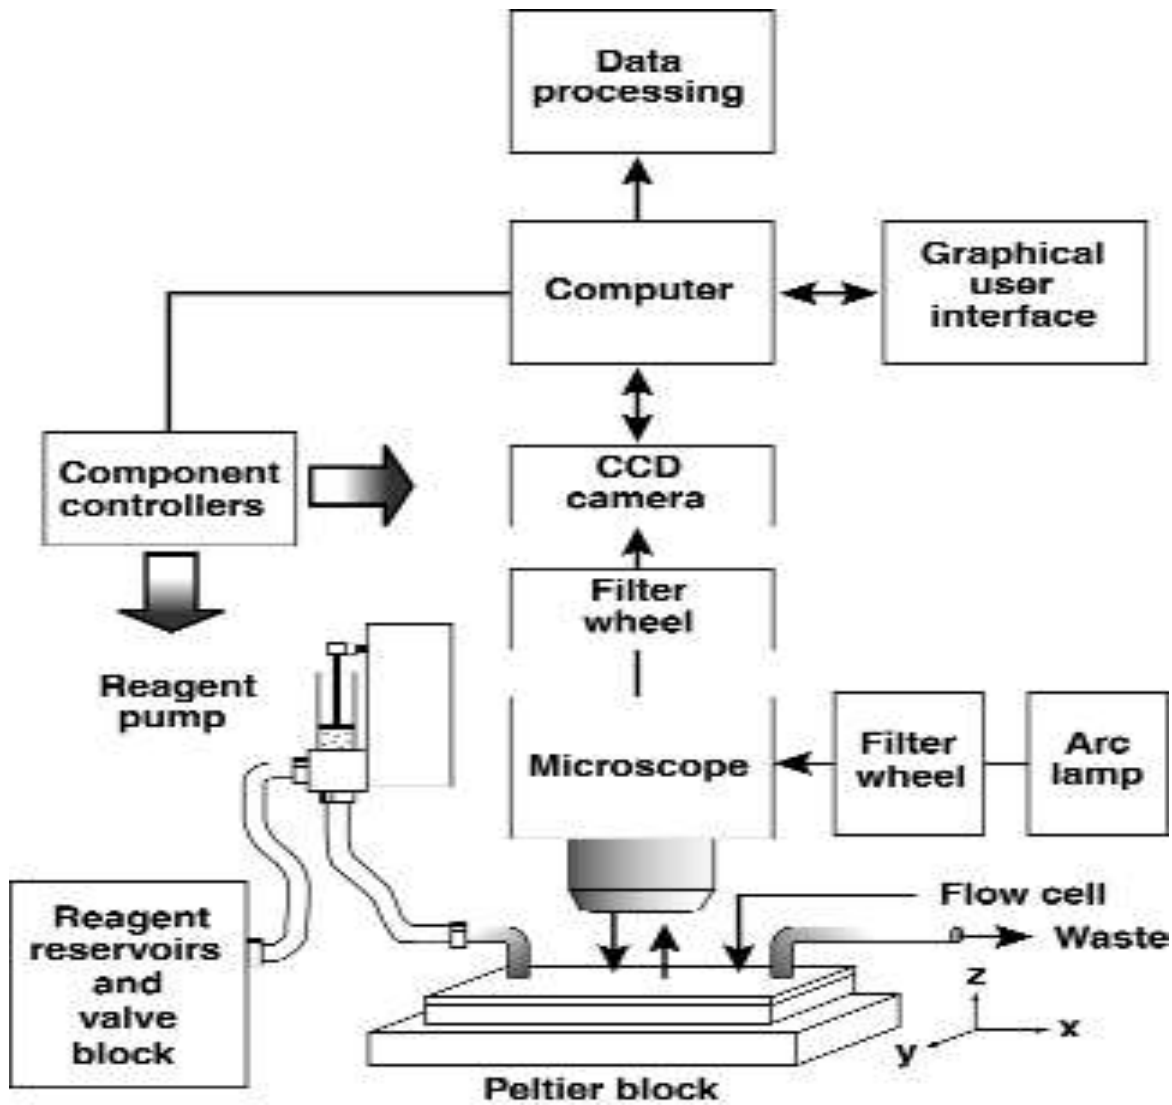 Data
processing
Computer
Graphical
user
interface
Component
controllers
CCD
camera
Filter
wheel
Reagent
pump
Microscope
Filter
wheel
Arc
lamp
Flow cell
Waste
Reagent
reservoirs
and
valve
block
z
x
y
Peltier block